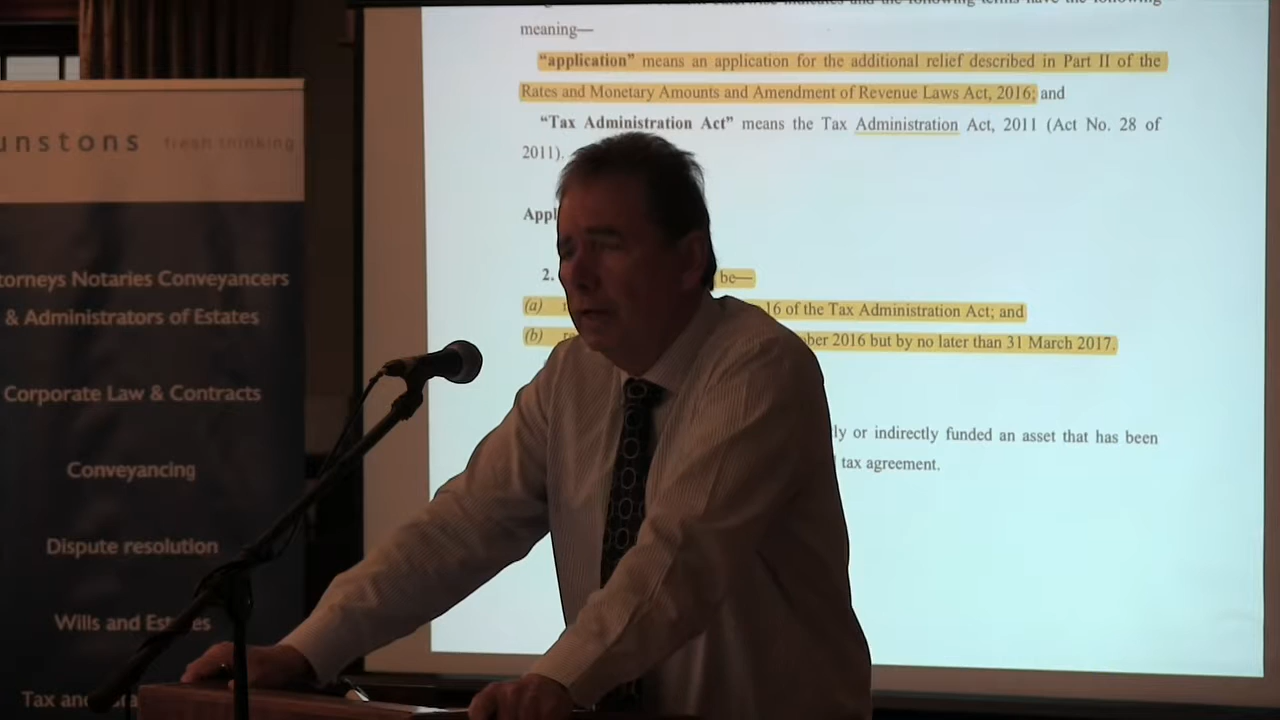 unstons fresh thinking
torneys Notaries Conveyancers
& Administrators of Estates
Corporate Law & Contracts
Conveyancing
Dispute resolution
Wills and Es es
Tax and
meaning—
“application” means an application for the additional relief described in Part II of the
Rates and Monetary Amounts and Amendment of Revenue Laws Act, 2016; and
“Tax Administration Act” means the Tax Administration Act, 2011 (Act No. 28 of
2011).
Appl
2. be—
(a) 16 of the Tax Administration Act; and
(b) ber 2016 but by no later than 31 March 2017.
ly or indirectly funded an asset that has been
tax agreement.